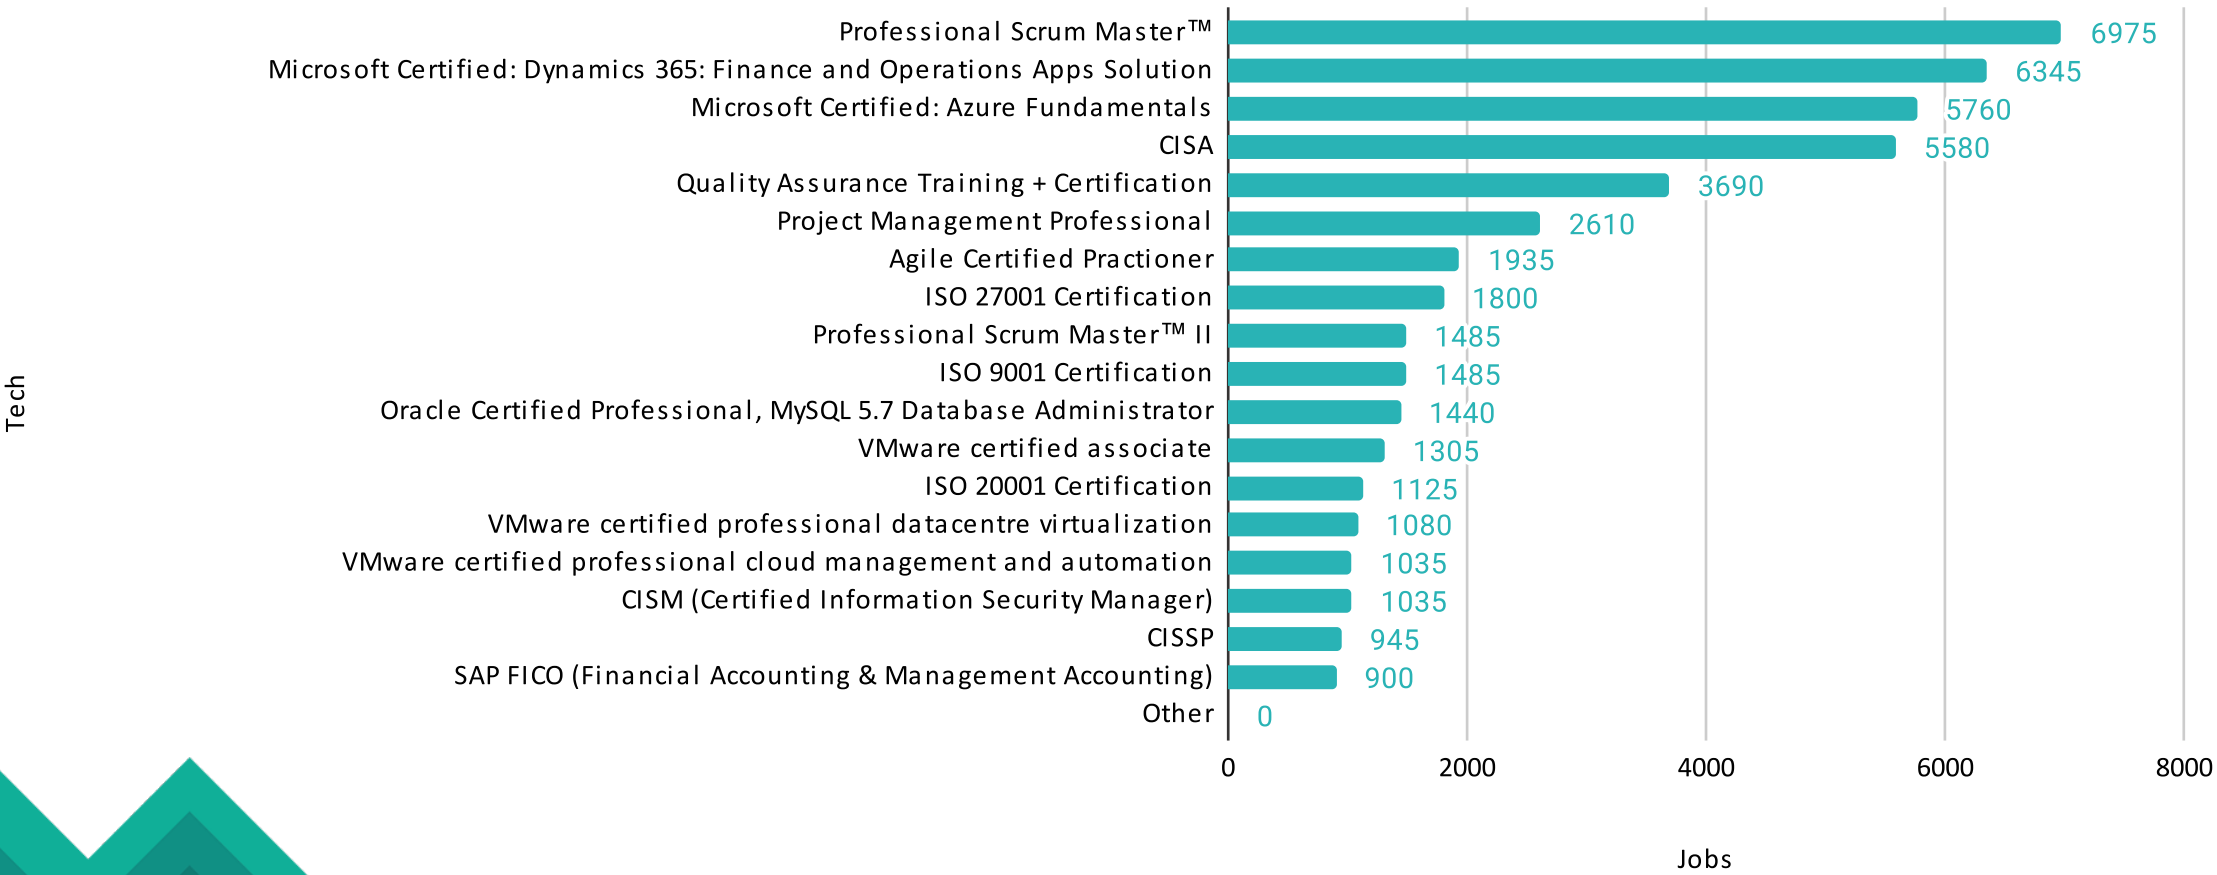 Professional Scrum Master™ 6975
Microsoft Certified: Dynamics 365: Finance and Operations Apps Solution 6345
Microsoft Certified: Azure Fundamentals 5760
CISA 5580
Quality Assurance Training + Certification 3690
Project Management Professional 2610
Agile Certified Practioner 1935
ISO 27001 Certification 1800
Professional Scrum Master™ II 1485
ISO 9001 Certification 1485
Oracle Certified Professional, MySQL 5.7 Database Administrator 1440
VMware certified associate 1305
ISO 20001 Certification 1125
VMware certified professional datacentre virtualization 1080
VMware certified professional cloud management and automation 1035
CISM (Certified Information Security Manager) 1035
CISSP 945
SAP FICO (Financial Accounting & Management Accounting) 900
Other 0
Tech
0 2000 4000 6000 8000
Jobs